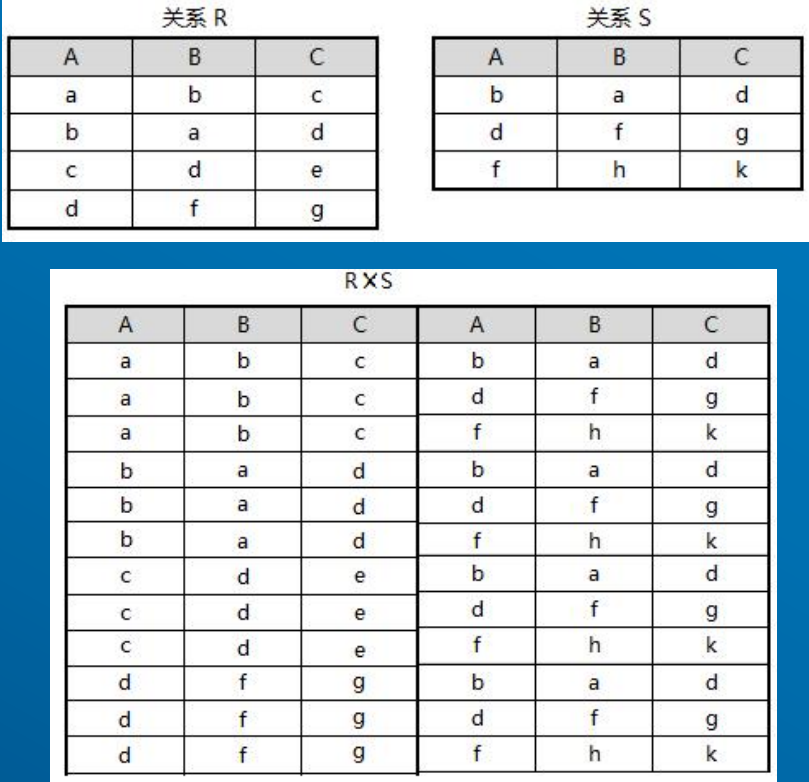 关系 R
A B C
a b c
b a d
c d e
d f g
关系 S
A B C
b a d
d f g
f h k
R×S
A B C A B C
a b c b a d
a b c d f g
a b c f h k
b a d b a d
b a d d f g
b a d f h k
c d e b a d
c d e d f g
c d e f h k
d f g b a d
d f g d f g
d f g f h k